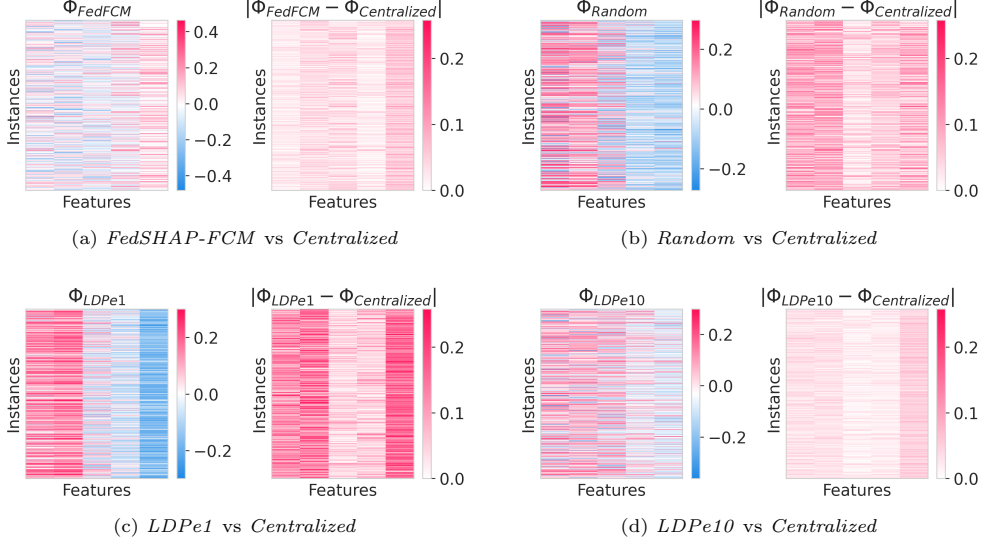 Φ_FedFCM
|Φ_FedFCM − Φ_Centralized|
Instances
0.4
0.2
0.0
−0.2
−0.4
Features
Instances
0.2
0.1
0.0
Features
(a) FedSHAP-FCM vs Centralized
Φ_Random
|Φ_Random − Φ_Centralized|
Instances
0.2
0.0
−0.2
Features
Instances
0.2
0.1
0.0
Features
(b) Random vs Centralized
Φ_LDPe1
|Φ_LDPe1 − Φ_Centralized|
Instances
0.2
0.0
−0.2
Features
Instances
0.2
0.1
0.0
Features
(c) LDPe1 vs Centralized
Φ_LDPe10
|Φ_LDPe10 − Φ_Centralized|
Instances
0.2
0.0
−0.2
Features
Instances
0.2
0.1
0.0
Features
(d) LDPe10 vs Centralized